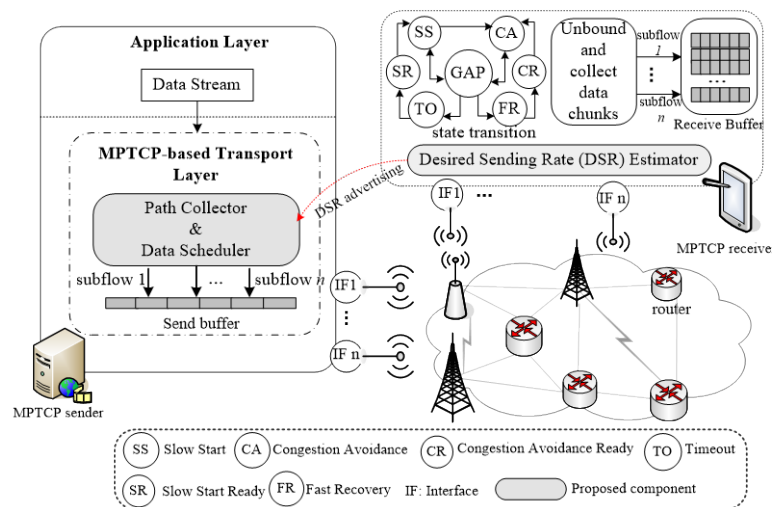 Application Layer
Data Stream
MPTCP-based Transport
Layer
Path Collector
&
Data Scheduler
subflow 1
...
subflow n
Send buffer
MPTCP sender
IF1
IF n
DSR advertising
SS
CA
SR
GAP
CR
TO
FR
state transition
Unbound
and
collect
data
chunks
subflow
1
subflow
n
...
Receive Buffer
Desired Sending Rate (DSR) Estimator
IF1
...
IF n
MPTCP receive
router
SS Slow Start
CA Congestion Avoidance
CR Congestion Avoidance Ready
TO Timeout
SR Slow Start Ready
FR Fast Recovery
IF: Interface
Proposed component